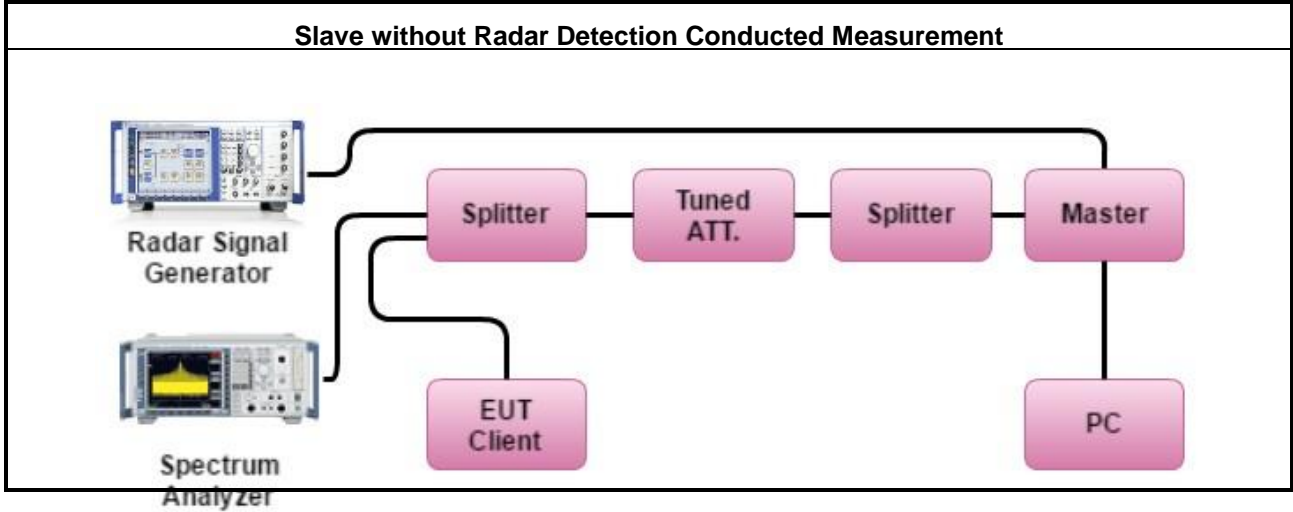 Slave without Radar Detection Conducted Measurement
Radar Signal
Generator
Splitter
Tuned
ATT.
Splitter
Master
Spectrum
Analyzer
EUT
Client
PC